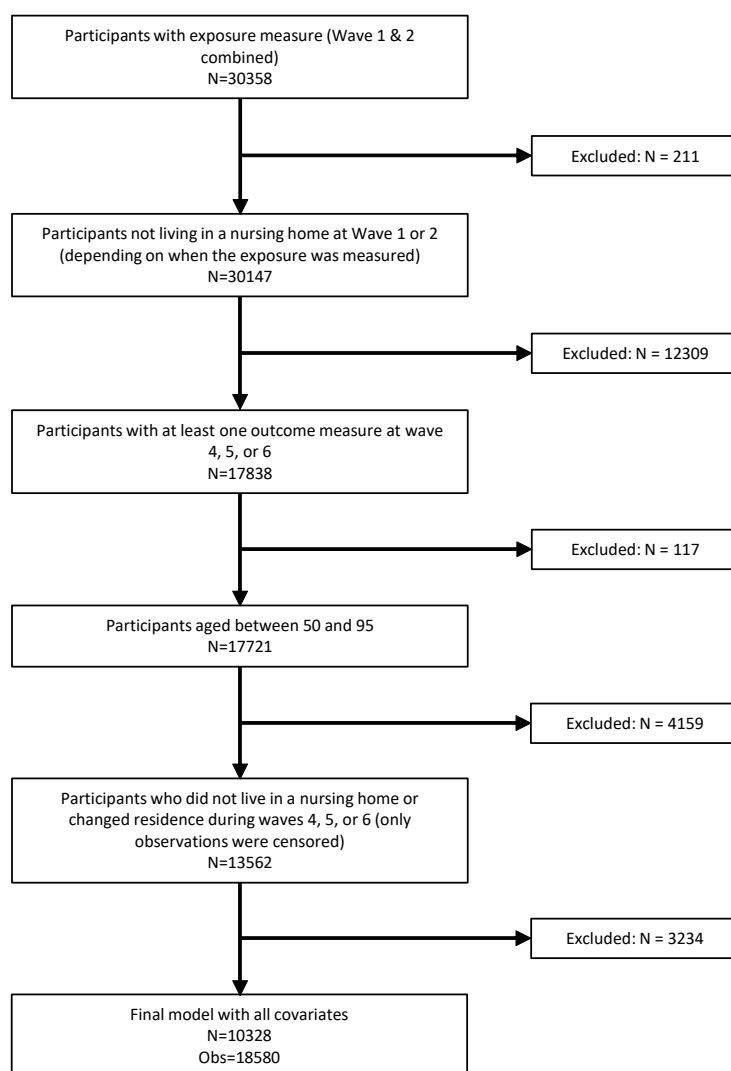 Participants with exposure measure (Wave 1 & 2
combined)
N=30358
Excluded: N = 211
Participants not living in a nursing home at Wave 1 or 2
(depending on when the exposure was measured)
N=30147
Excluded: N = 12309
Participants with at least one outcome measure at wave
4, 5, or 6
N=17838
Excluded: N = 117
Participants aged between 50 and 95
N=17721
Excluded: N = 4159
Participants who did not live in a nursing home or
changed residence during waves 4, 5, or 6 (only
observations were censored)
N=13562
Excluded: N = 3234
Final model with all covariates
N=10328
Obs=18580